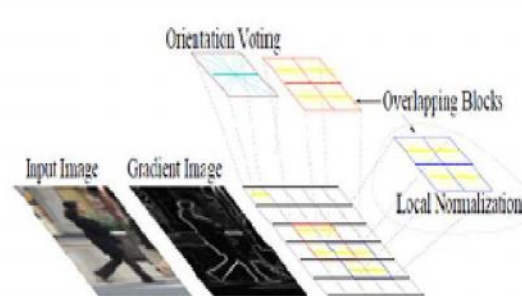 Orientation Voting
Overlapping Blocks
Input Image
Gradient Image
Local Normalization